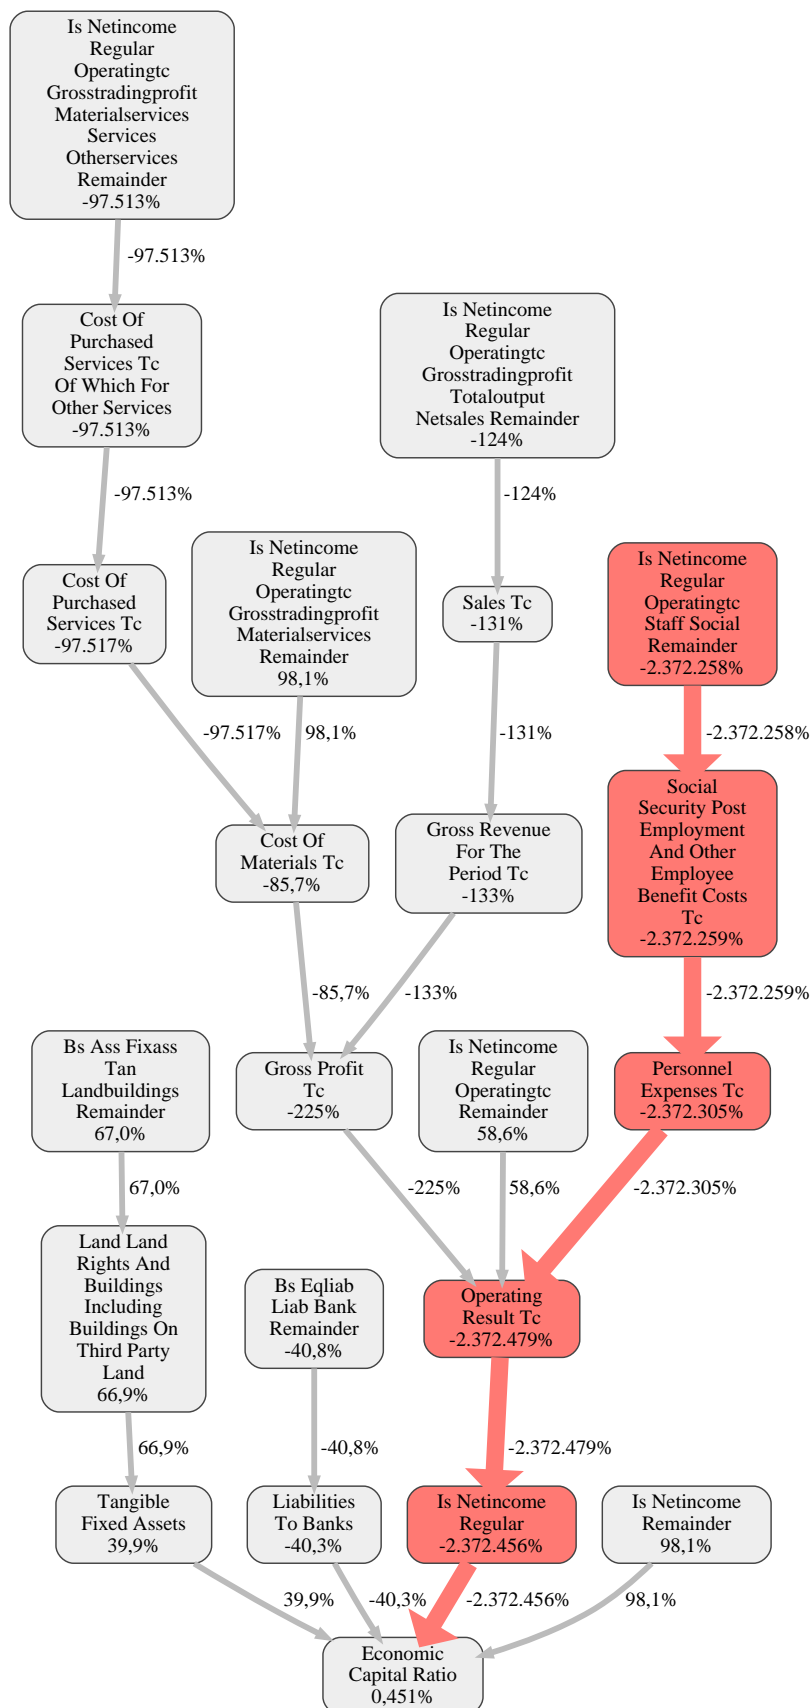 Is Netincome
Regular
Operatingtc
Grosstradingprofit
Materialservices
Services
Otherservices
Remainder
-97.513%
-97.513%
Cost Of
Purchased
Services Tc
Of Which For
Other Services
-97.513%
Is Netincome
Regular
Operatingtc
Grosstradingprofit
Totaloutput
Netsales Remainder
-124%
-97.513%
-124%
Cost Of
Purchased
Services Tc
-97.517%
Is Netincome
Regular
Operatingtc
Grosstradingprofit
Materialservices
Remainder
98,1%
Sales Tc
-131%
Is Netincome
Regular
Operatingtc
Staff Social
Remainder
-2.372.258%
-97.517%
98,1%
-131%
-2.372.258%
Cost Of
Materials Tc
-85,7%
Gross Revenue
For The
Period Tc
-133%
Social
Security Post
Employment
And Other
Employee
Benefit Costs
Tc
-2.372.259%
-85,7%
-133%
-2.372.259%
Bs Ass Fixass
Tan
Landbuildings
Remainder
67,0%
Gross Profit
Tc
-225%
Is Netincome
Regular
Operatingtc
Remainder
58,6%
Personnel
Expenses Tc
-2.372.305%
67,0%
-225%
58,6%
-2.372.305%
Land Land
Rights And
Buildings
Including
Buildings On
Third Party
Land
66,9%
Bs Eqliab
Liab Bank
Remainder
-40,8%
Operating
Result Tc
-2.372.479%
66,9%
-40,8%
-2.372.479%
Tangible
Fixed Assets
39,9%
Liabilities
To Banks
-40,3%
Is Netincome
Regular
-2.372.456%
Is Netincome
Remainder
98,1%
39,9%
-40,3%
-2.372.456%
98,1%
Economic
Capital Ratio
0,451%